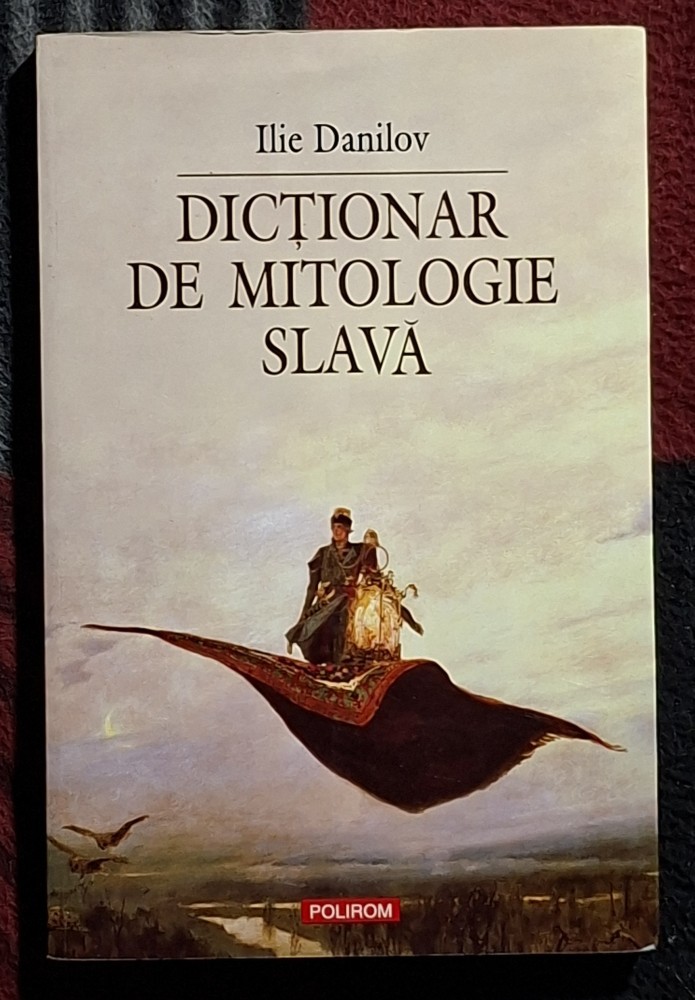 Ilie Danilov
DICȚIONAR
DE MITOLOGIE
SLAVĂ
POLIROM